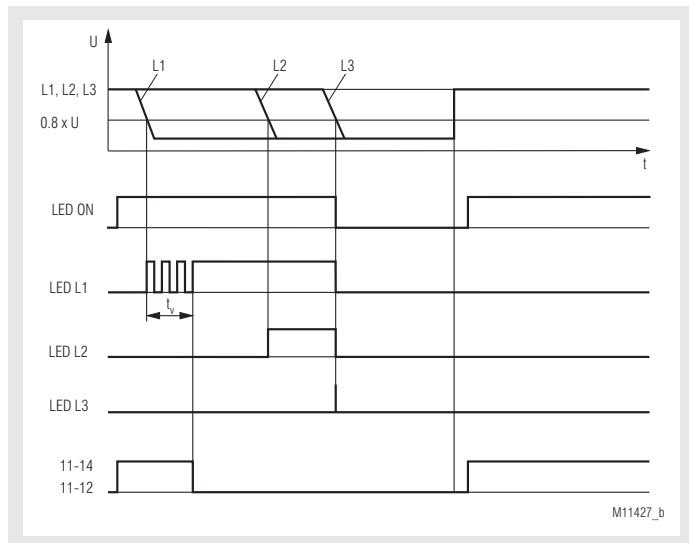 U
L1 L2 L3
L1, L2, L3
0.8 x U
t
LED ON
LED L1
tv
LED L2
LED L3
11-14
11-12
M11427_b